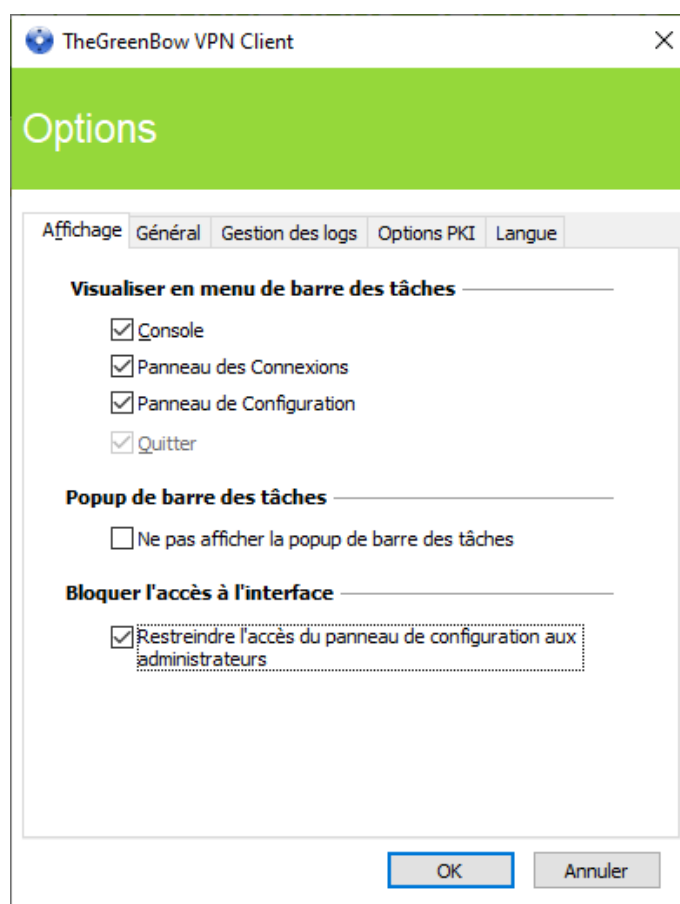 TheGreenBow VPN Client
Options
Affichage Général Gestion des logs Options PKI Langue
Visualiser en menu de barre des tâches
Console
Panneau des Connexions
Panneau de Configuration
Quitter
Popup de barre des tâches
Ne pas afficher la popup de barre des tâches
Bloquer l'accès à l'interface
Restreindre l'accès du panneau de configuration aux
administrateurs
OK Annuler